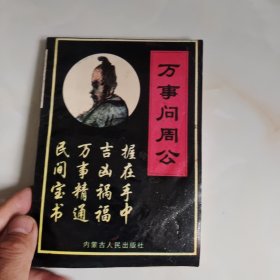 万事问周公
握在手中
吉凶祸福
万事精通
民间宝书
内蒙古人民出版社